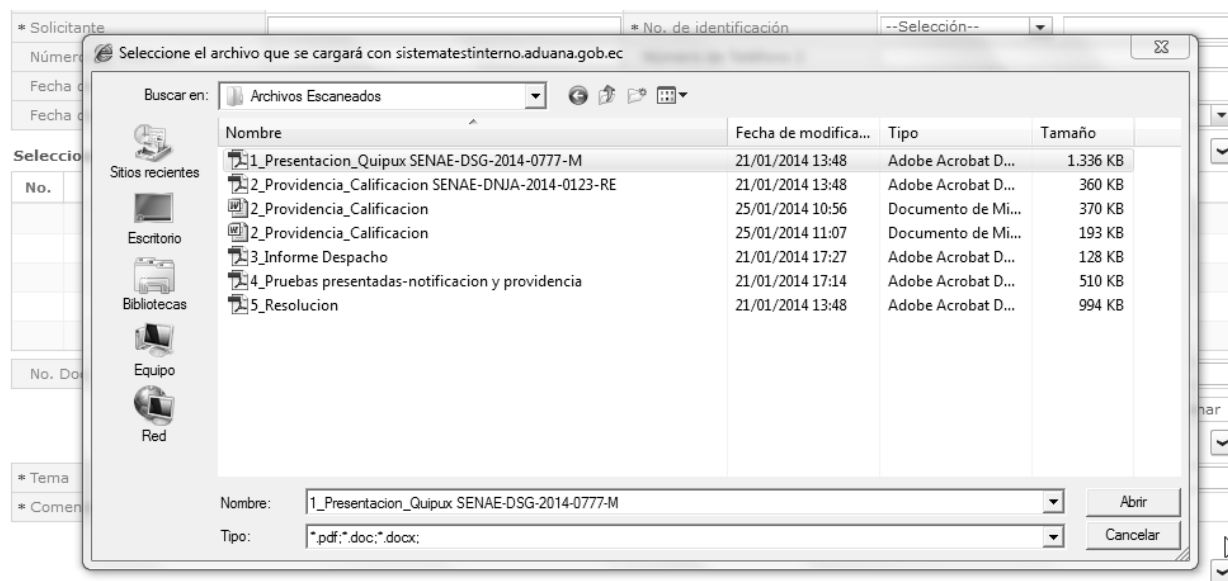 * Solicitante * No. de identificación --Selección--
Númer
Seleccione el archivo que se cargará con sistematestinterno.aduana.gob.ec
Fecha
Fecha
Buscar en: Archivos Escaneados
Nombre Fecha de modifica... Tipo Tamaño
Seleccio
No.
Sitios recientes
Escritorio
Bibliotecas
Equipo
Red
1_Presentacion_Quipux SENAE-DSG-2014-0777-M 21/01/2014 13:48 Adobe Acrobat D... 1.336 KB
2_Providencia_Calificacion SENAE-DNJA-2014-0123-RE 21/01/2014 13:48 Adobe Acrobat D... 360 KB
2_Providencia_Calificacion 25/01/2014 10:56 Documento de Mi... 370 KB
2_Providencia_Calificacion 25/01/2014 11:07 Documento de Mi... 193 KB
3_Informe Despacho 21/01/2014 17:27 Adobe Acrobat D... 128 KB
4_Pruebas presentadas-notificacion y providencia 21/01/2014 17:14 Adobe Acrobat D... 510 KB
5_Resolucion 21/01/2014 13:48 Adobe Acrobat D... 994 KB
No. Do
nar
* Tema
* Comen
Nombre: 1_Presentacion_Quipux SENAE-DSG-2014-0777-M Abrir
Tipo: *.pdf;*.doc;*.docx; Cancelar